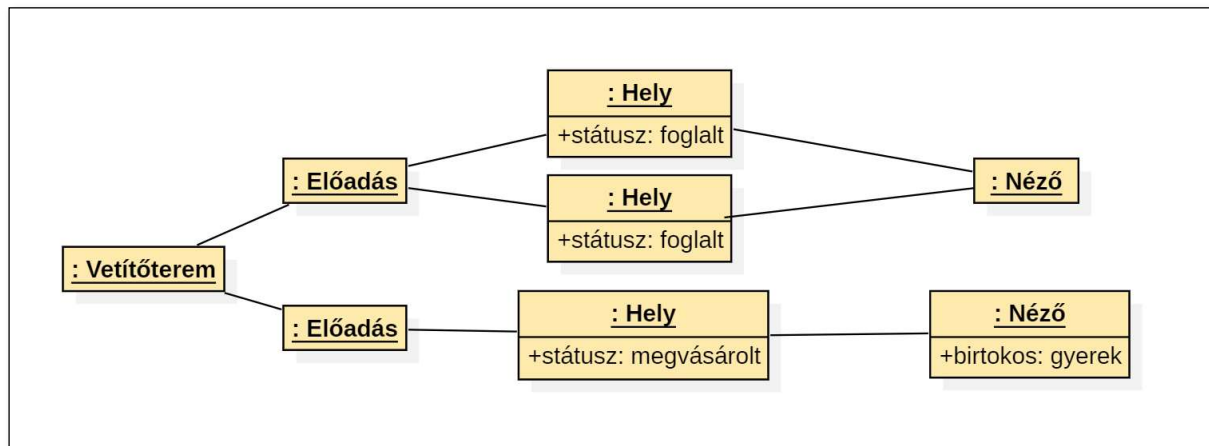 : Hely
+státusz: foglalt
: Előadás
: Hely
+státusz: foglalt
: Néző
: Vetítőterem
: Előadás
: Hely
+státusz: megvásárolt
: Néző
+birtokos: gyerek